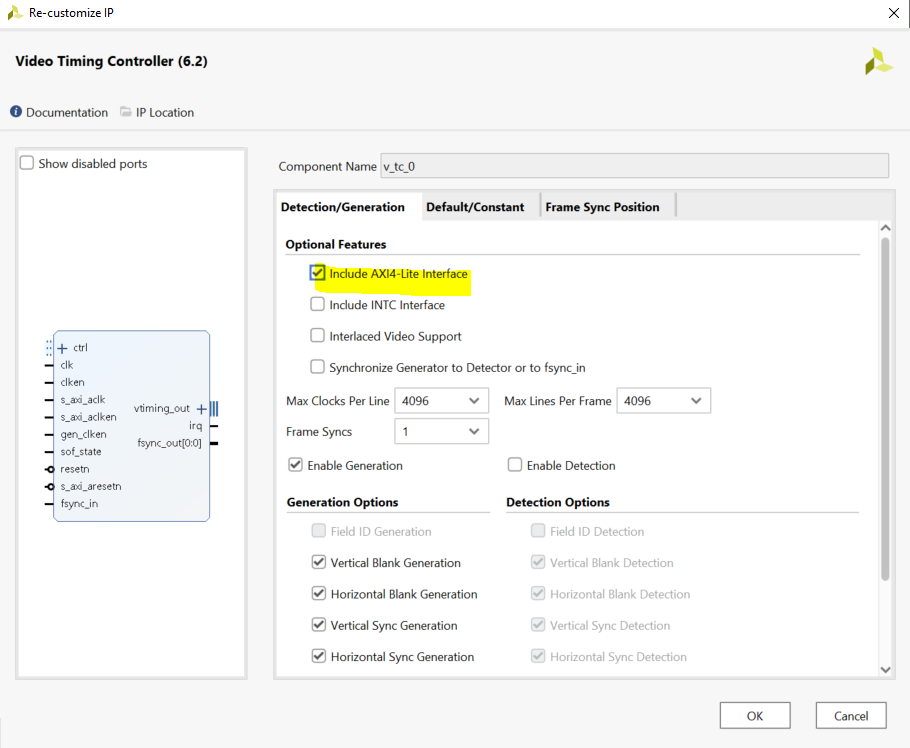 Re-customize IP
Video Timing Controller (6.2)
Documentation IP Location
Show disabled ports
ctrl
clk
clken
s_axi_aclk
s_axi_aclken
gen_clken
sof_state
resetn
s_axi_aresetn
fsync_in
vtiming_out
irq
fsync_out[0:0]
Component Name v_tc_0
Detection/Generation Default/Constant Frame Sync Position
Optional Features
Include AXI4-Lite Interface
Include INTC Interface
Interlaced Video Support
Synchronize Generator to Detector or to fsync_in
Max Clocks Per Line 4096 Max Lines Per Frame 4096
Frame Syncs 1
Enable Generation Enable Detection
Generation Options Detection Options
Field ID Generation Field ID Detection
Vertical Blank Generation Vertical Blank Detection
Horizontal Blank Generation Horizontal Blank Detection
Vertical Sync Generation Vertical Sync Detection
Horizontal Sync Generation Horizontal Sync Detection
OK Cancel